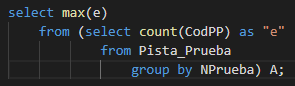 select max(e)
from (select count(CodPP) as "e"
from Pista_Prueba
group by NPrueba) A;